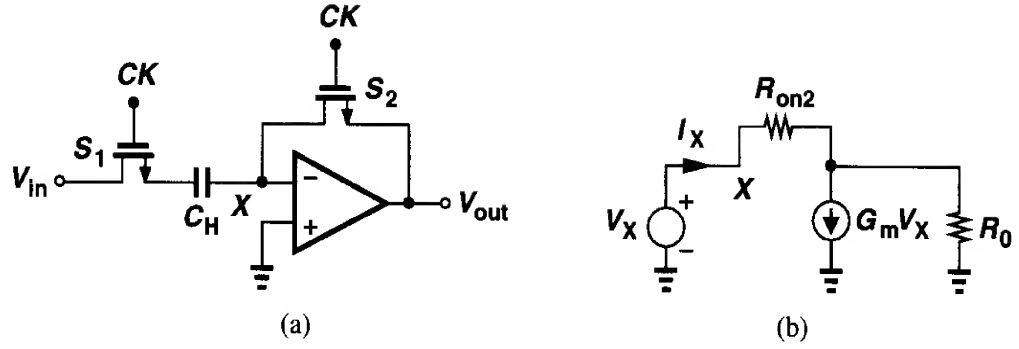 CK
CK
S2
S1
Vin
CH
X
−
+
Vout
(a)
Ron2
IX
X
VX
+
−
GmVX
R0
(b)